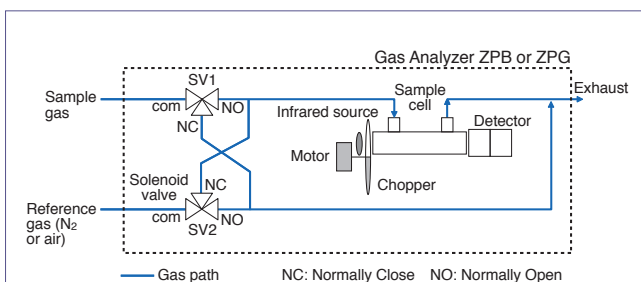 Gas Analyzer ZPB or ZPG
Exhaust
SV1
Sample
gas
com
NO
NC
Infrared source
Sample
cell
Detector
Motor
Chopper
Solenoid
valve
NC
Reference
gas (N2
or air)
com
NO
SV2
Gas path
NC: Normally Close
NO: Normally Open